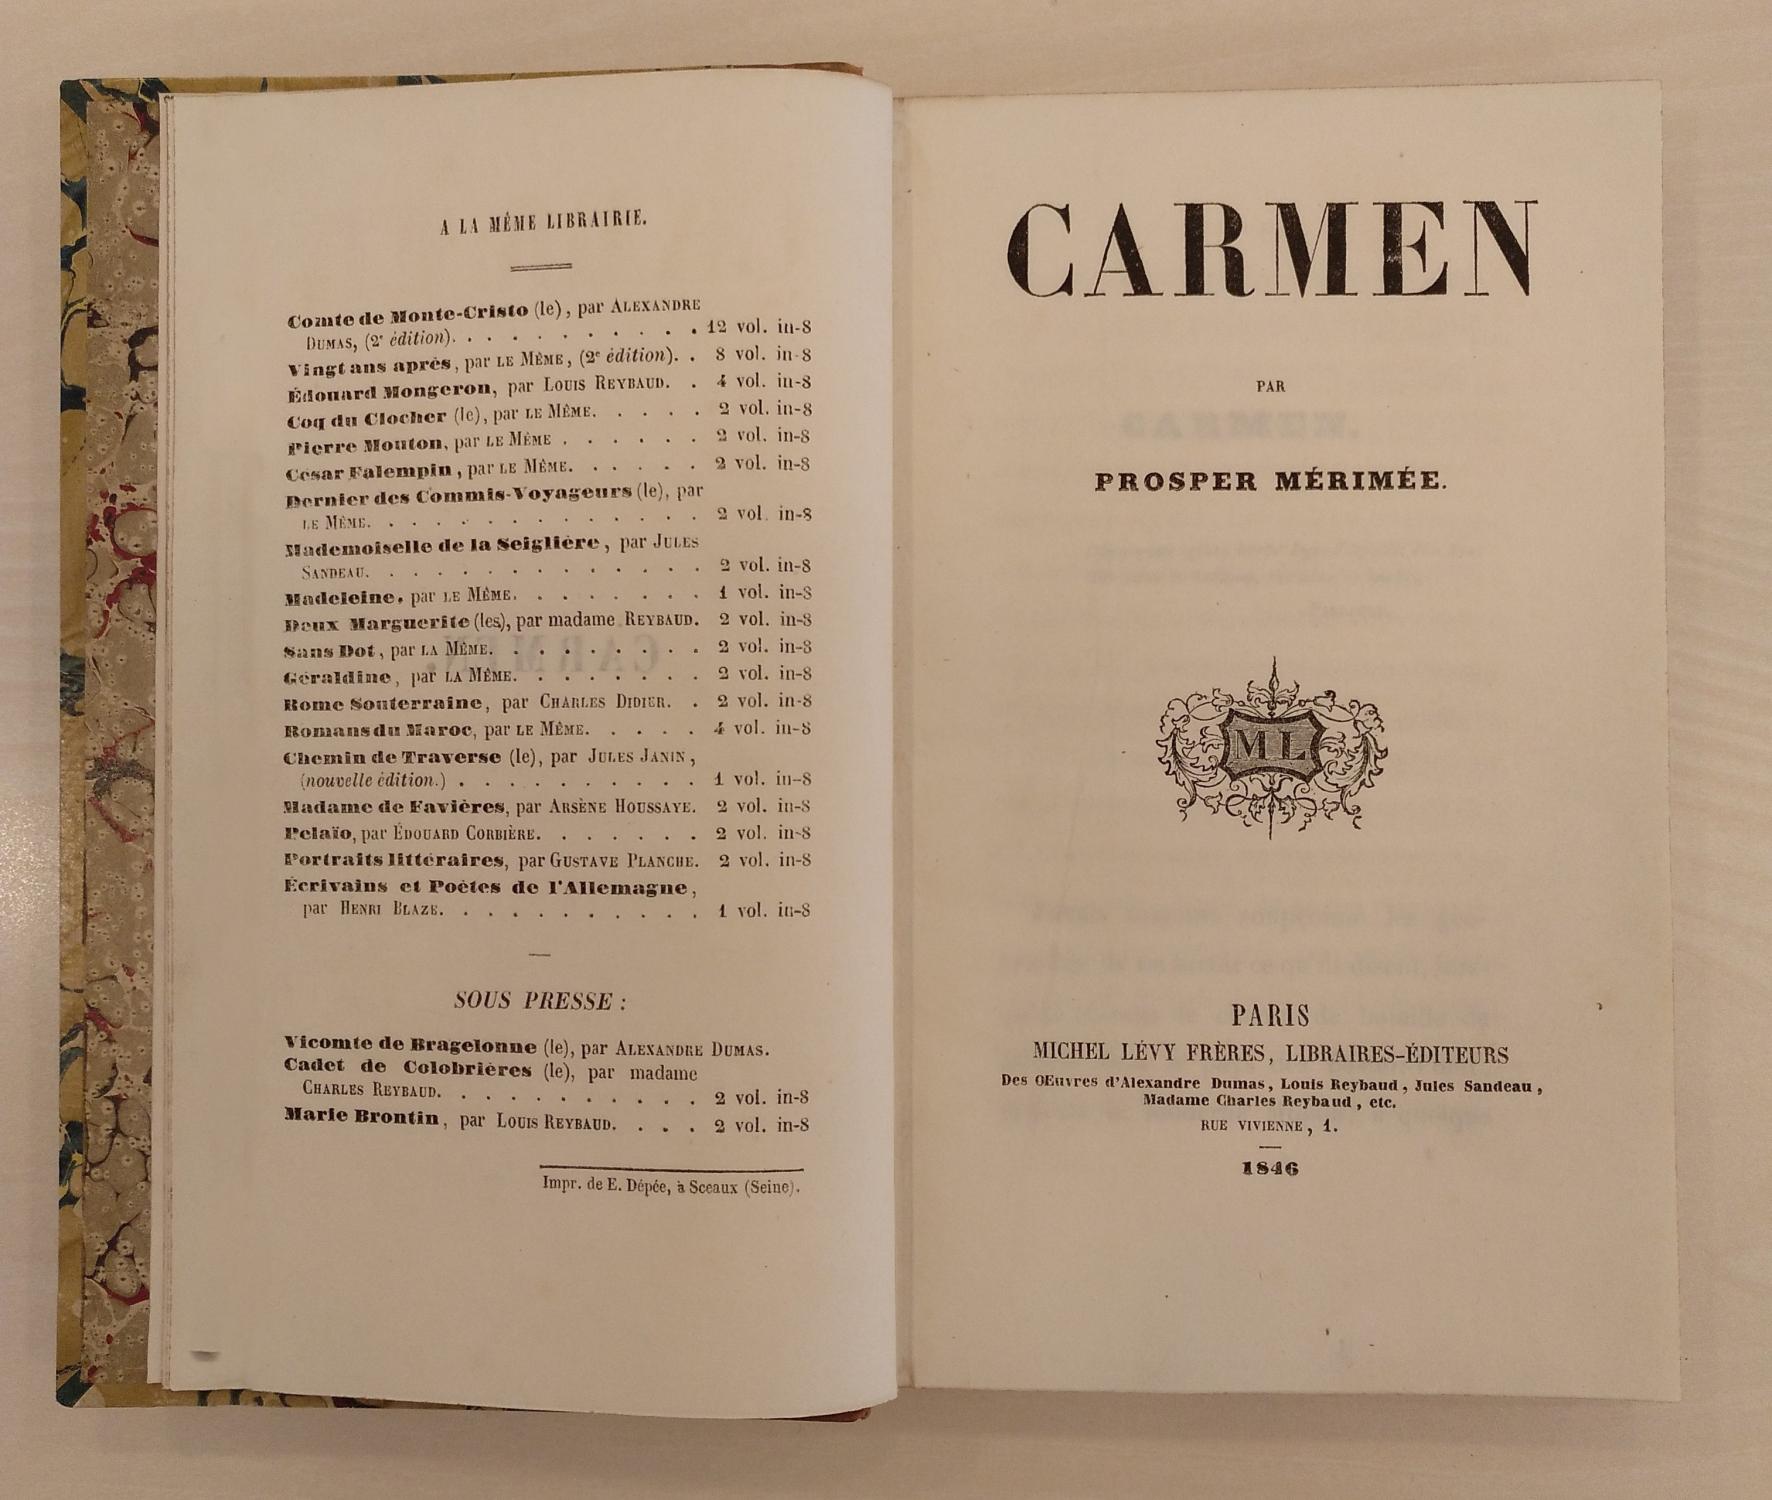 A LA MÊME LIBRAIRIE.
Comte de Monte-Cristo (le), par ALEXANDRE
DUMAS, (2e édition). . . . . . . . . . . 12 vol. in-8
Vingt ans après, par LE MÊME, (2e édition). . 8 vol. in-8
Édouard Mongeron, par LOUIS REYBAUD. . 4 vol. in-8
Coq du Clocher (le), par LE MÊME. . . . . 2 vol. in-8
Pierre Mouton, par LE MÊME . . . . . . 2 vol. in-8
César Falempin, par LE MÊME. . . . . . 2 vol. in-8
Dernier des Commis-Voyageurs (le), par
LE MÊME. . . . . . . . . . . . . . 2 vol. in-8
Mademoiselle de la Seiglière, par JULES
SANDEAU. . . . . . . . . . . . . . 2 vol. in-8
Madeleine, par LE MÊME. . . . . . . . 1 vol. in-8
Deux Marguerite (les), par madame REYBAUD. 2 vol. in-8
Sans Dot, par LA MÊME. . . . . . . . . 2 vol. in-8
Géraldine, par LA MÊME. . . . . . . . 2 vol. in-8
Rome Souterraine, par CHARLES DIDIER. . 2 vol. in-8
Romans du Maroc, par LE MÊME. . . . . 4 vol. in-8
Chemin de Traverse (le), par JULES JANIN,
(nouvelle édition.) . . . . . . . . . . 1 vol. in-8
Madame de Favières, par ARSÈNE HOUSSAYE. 2 vol. in-8
Pelaïo, par ÉDOUARD CORBIÈRE. . . . . . . 2 vol. in-8
Portraits littéraires, par GUSTAVE PLANCHE. 2 vol. in-8
Écrivains et Poètes de l'Allemagne,
par HENRI BLAZE. . . . . . . . . . . 1 vol. in-8
SOUS PRESSE :
Vicomte de Bragelonne (le), par ALEXANDRE DUMAS.
Cadet de Colobrières (le), par madame
CHARLES REYBAUD. . . . . . . . . . . 2 vol. in-8
Marie Brontin, par LOUIS REYBAUD. . . . . 2 vol. in-8
Impr. de E. Dépée, à Sceaux (Seine).
CARMEN
PAR
PROSPER MÉRIMÉE.
ML
PARIS
MICHEL LÉVY FRÈRES, LIBRAIRES-ÉDITEURS
Des OEuvres d'Alexandre Dumas, Louis Reybaud, Jules Sandeau,
Madame Charles Reybaud, etc.
RUE VIVIENNE, 1.
1846